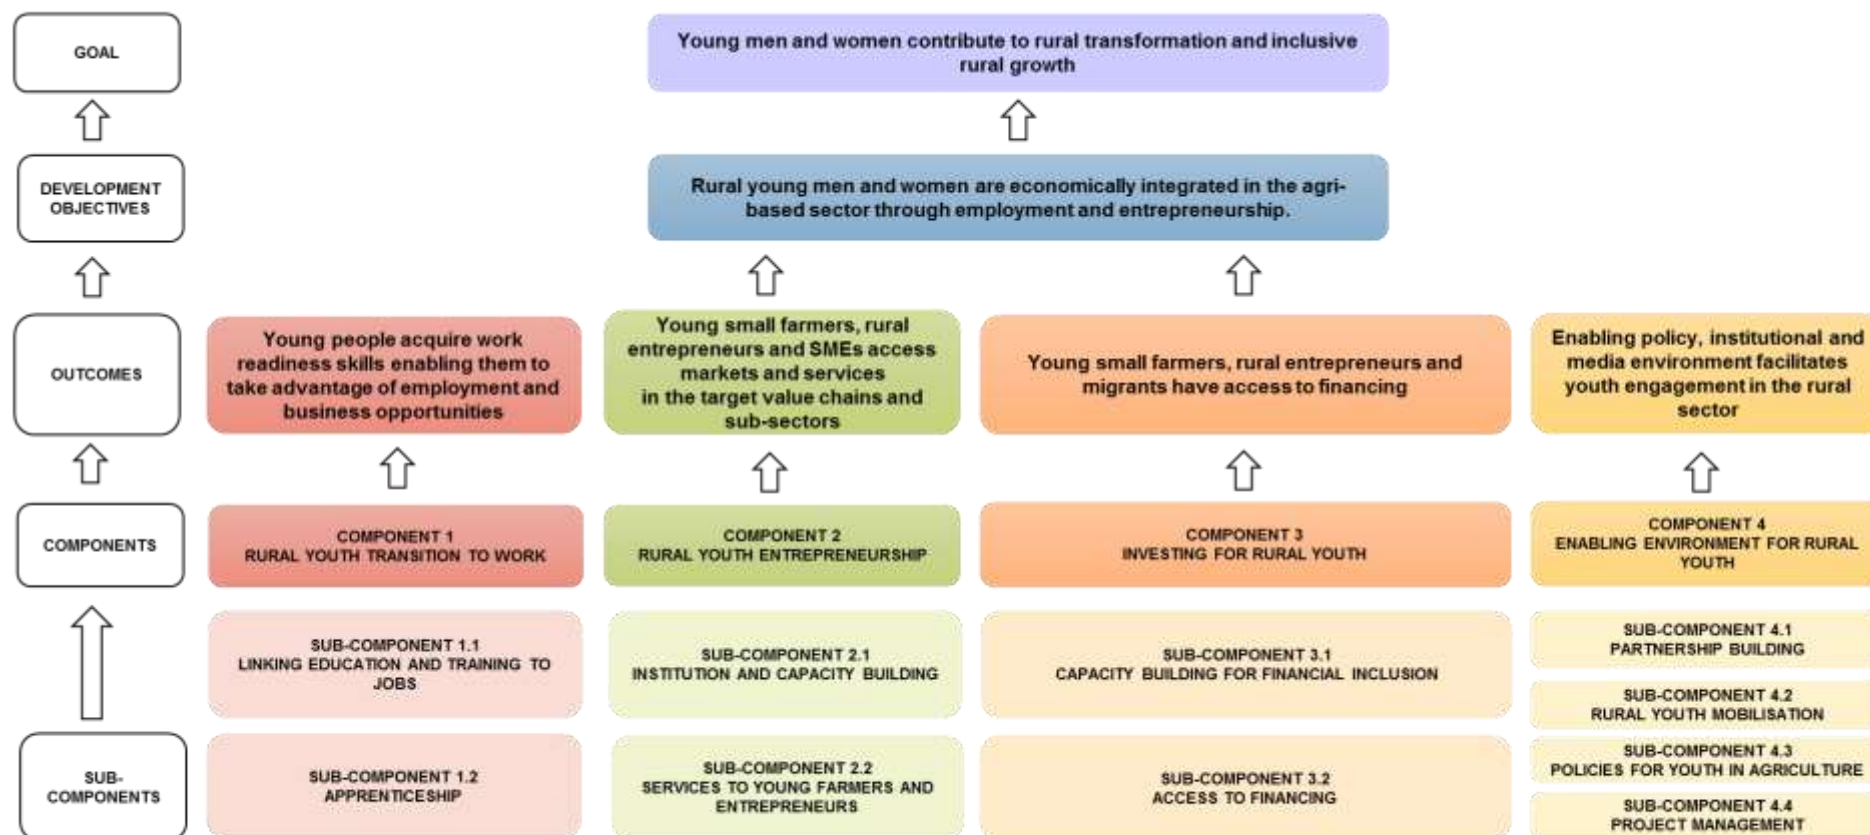 GOAL
Young men and women contribute to rural transformation and inclusive
rural growth
DEVELOPMENT
OBJECTIVES
Rural young men and women are economically integrated in the agri-
based sector through employment and entrepreneurship.
OUTCOMES
Young people acquire work
readiness skills enabling them to
take advantage of employment and
business opportunities
Young small farmers, rural
entrepreneurs and SMEs access
markets and services
in the target value chains and
sub-sectors
Young small farmers, rural entrepreneurs and
migrants have access to financing
Enabling policy, institutional and
media environment facilitates
youth engagement in the rural
sector
COMPONENTS
COMPONENT 1
RURAL YOUTH TRANSITION TO WORK
COMPONENT 2
RURAL YOUTH ENTREPRENEURSHIP
COMPONENT 3
INVESTING FOR RURAL YOUTH
COMPONENT 4
ENABLING ENVIRONMENT FOR RURAL
YOUTH
SUB-COMPONENT 1.1
LINKING EDUCATION AND TRAINING TO
JOBS
SUB-COMPONENT 2.1
INSTITUTION AND CAPACITY BUILDING
SUB-COMPONENT 3.1
CAPACITY BUILDING FOR FINANCIAL INCLUSION
SUB-COMPONENT 4.1
PARTNERSHIP BUILDING
SUB-COMPONENT 4.2
RURAL YOUTH MOBILISATION
SUB-
COMPONENTS
SUB-COMPONENT 1.2
APPRENTICESHIP
SUB-COMPONENT 2.2
SERVICES TO YOUNG FARMERS AND
ENTREPRENEURS
SUB-COMPONENT 3.2
ACCESS TO FINANCING
SUB-COMPONENT 4.3
POLICIES FOR YOUTH IN AGRICULTURE
SUB-COMPONENT 4.4
PROJECT MANAGEMENT